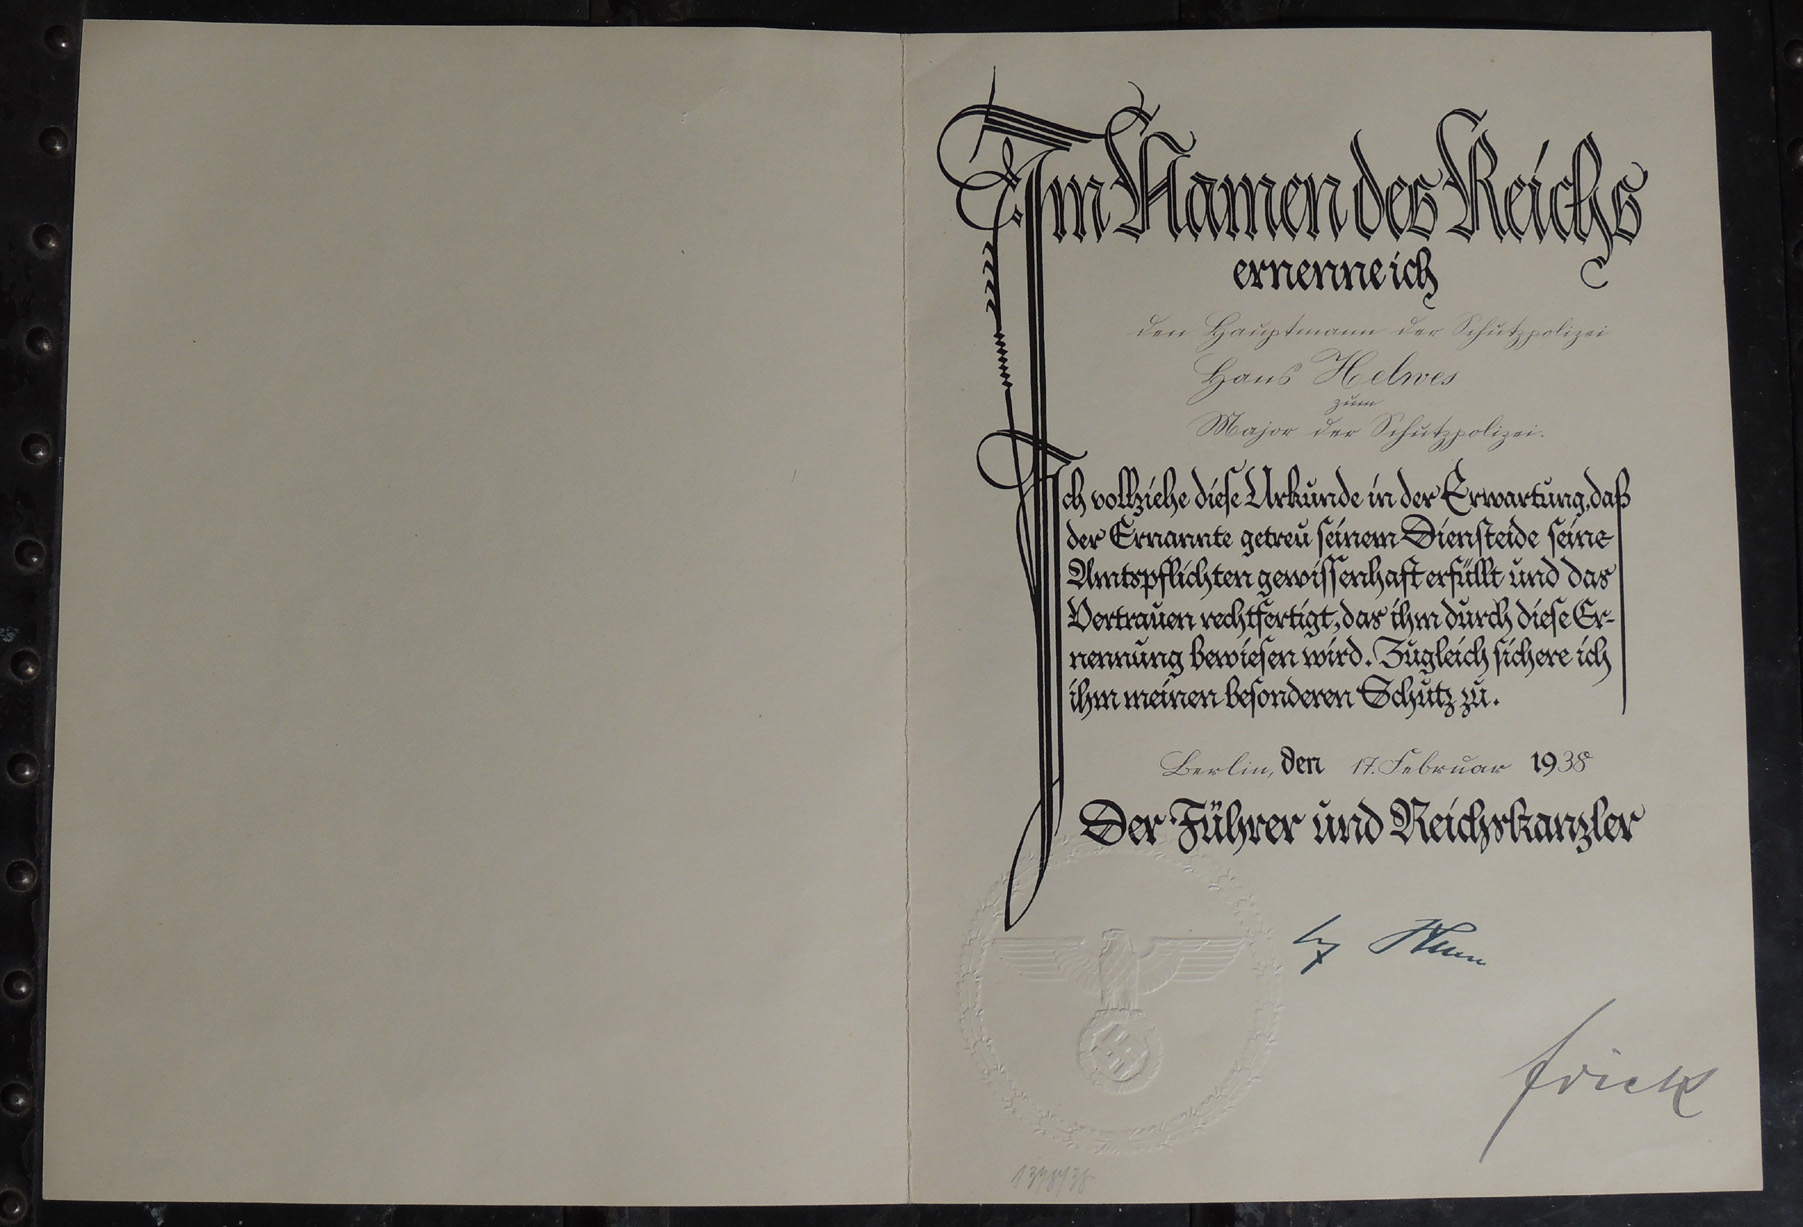 Im Namen des Reichs
ernenne ich
den Hauptmann der Schutzpolizei
Hans Helwes
zum
Major der Schutzpolizei.
Ich vollziehe diese Urkunde in der Erwartung, daß
der Ernannte getreu seinem Diensteide seine
Amtspflichten gewissenhaft erfüllt und das
Vertrauen rechtfertigt, das ihm durch diese Er-
nennung bewiesen wird. Zugleich sichere ich
ihm meinen besonderen Schutz zu.
Berlin, den 17. Februar 1938
Der Führer und Reichskanzler
Frick